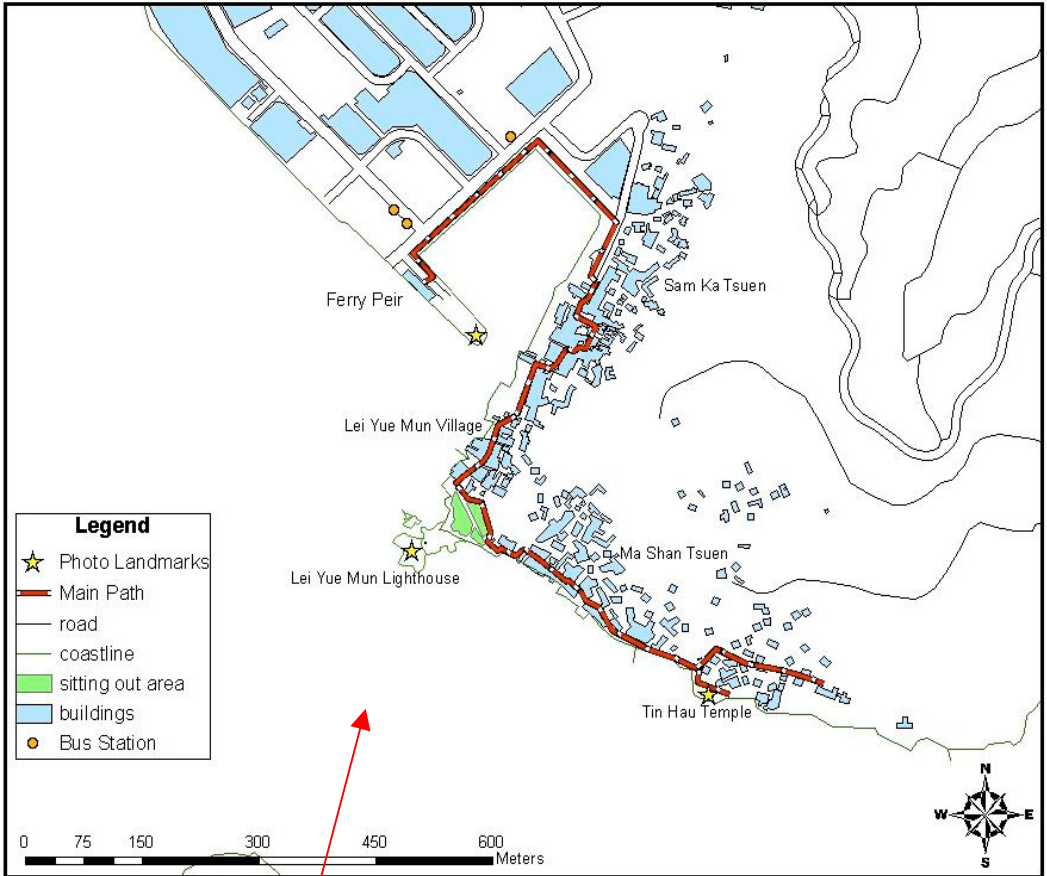 Sam Ka Tsuen
Ferry Peir
Lei Yue Mun Village
Legend
Photo Landmarks
Main Path
road
coastline
sitting out area
buildings
Bus Station
Ma Shan Tsuen
Lei Yue Mun Lighthouse
Tin Hau Temple
N
W E
S
0 75 150 300 450 600
Meters